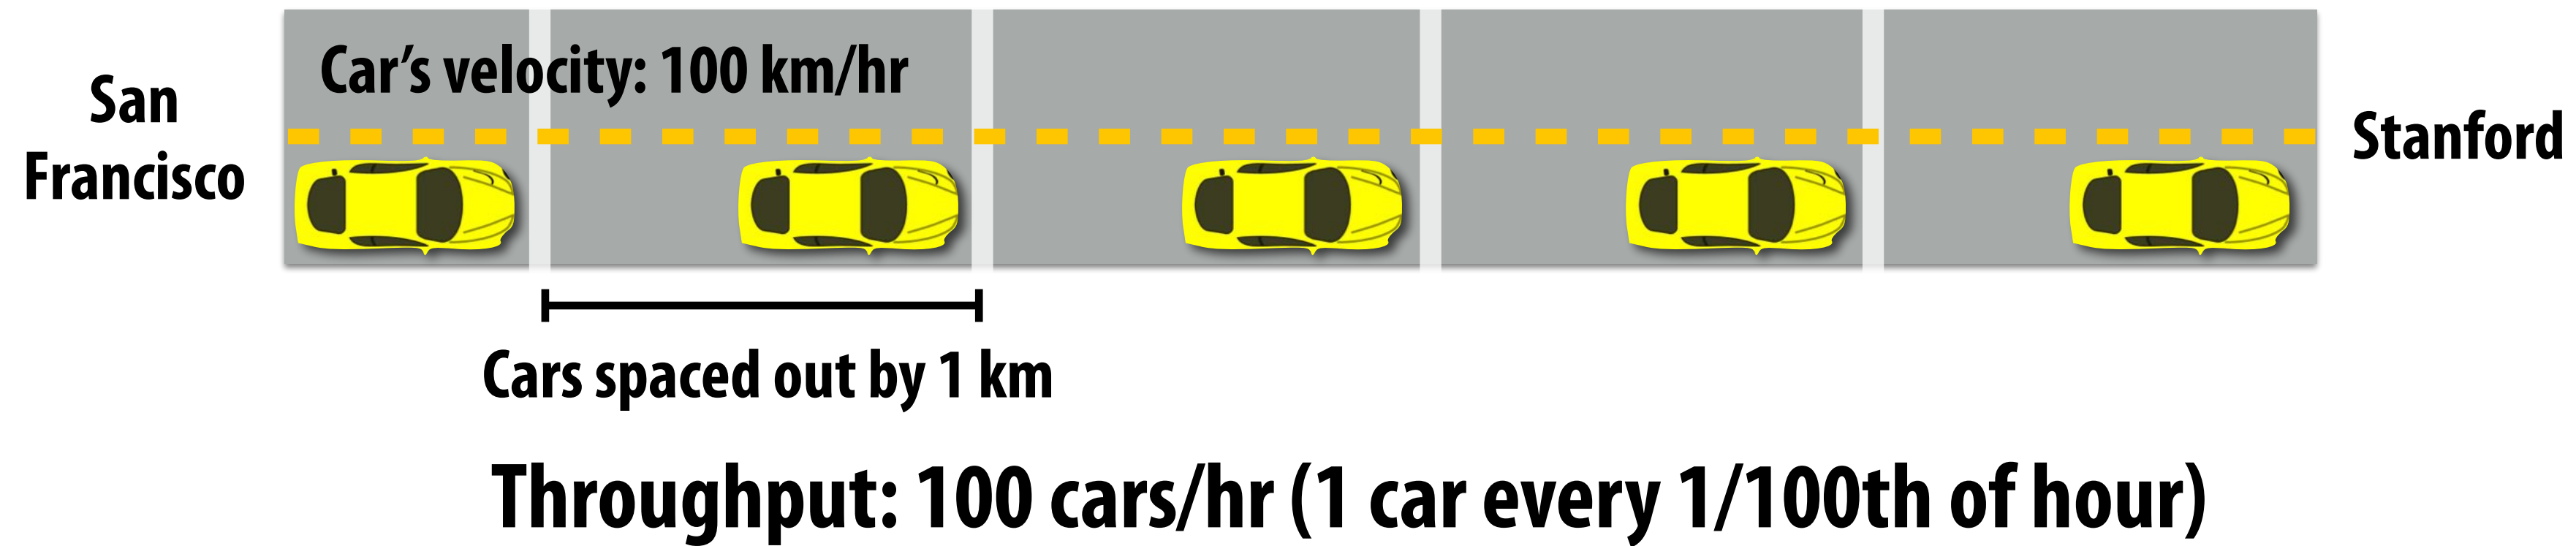 Car’s velocity: 100 km/hr
San
Francisco
Stanford
Cars spaced out by 1 km
Throughput: 100 cars/hr (1 car every 1/100th of hour)